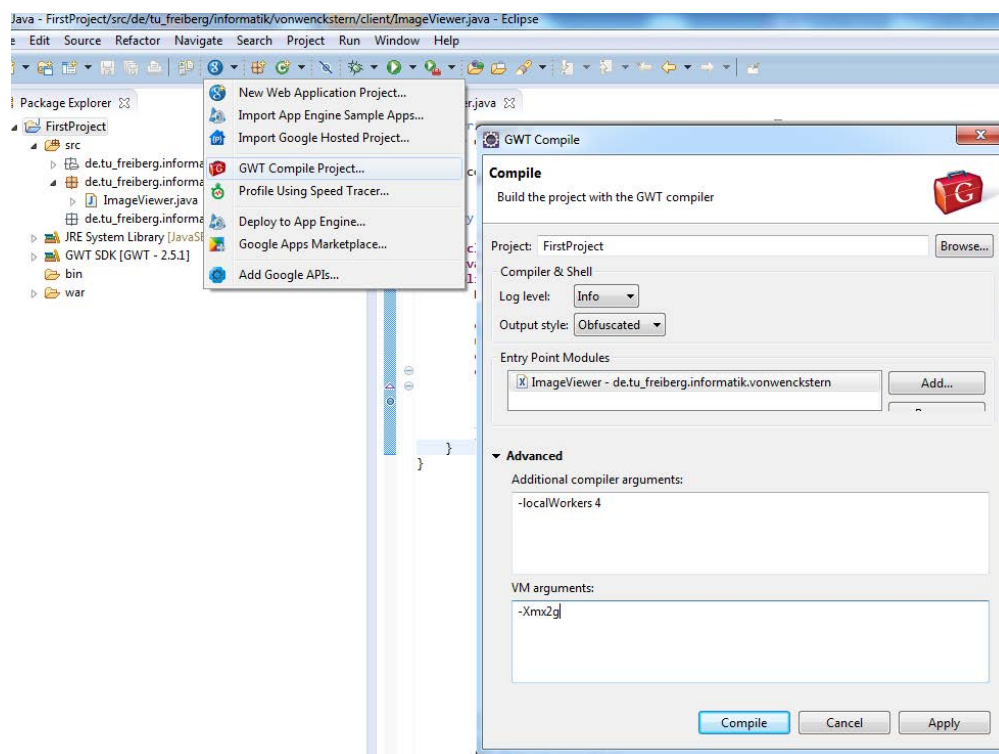 Java - FirstProject/src/de/tu_freiberg/informatik/vonwenckstern/client/ImageViewer.java - Eclipse
e Edit Source Refactor Navigate Search Project Run Window Help
Package Explorer
FirstProject
src
de.tu_freiberg.informa
de.tu_freiberg.informa
ImageViewer.java
de.tu_freiberg.informa
JRE System Library [JavaSE
GWT SDK [GWT - 2.5.1]
bin
war
New Web Application Project...
Import App Engine Sample Apps...
Import Google Hosted Project...
GWT Compile Project...
Profile Using Speed Tracer...
Deploy to App Engine...
Google Apps Marketplace...
Add Google APIs...
er.java
}
}
GWT Compile
Compile
Build the project with the GWT compiler
Project: FirstProject Browse...
Compiler & Shell
Log level: Info
Output style: Obfuscated
Entry Point Modules
ImageViewer - de.tu_freiberg.informatik.vonwenckstern Add...
Advanced
Additional compiler arguments:
-localWorkers 4
VM arguments:
-Xmx2g
Compile Cancel Apply